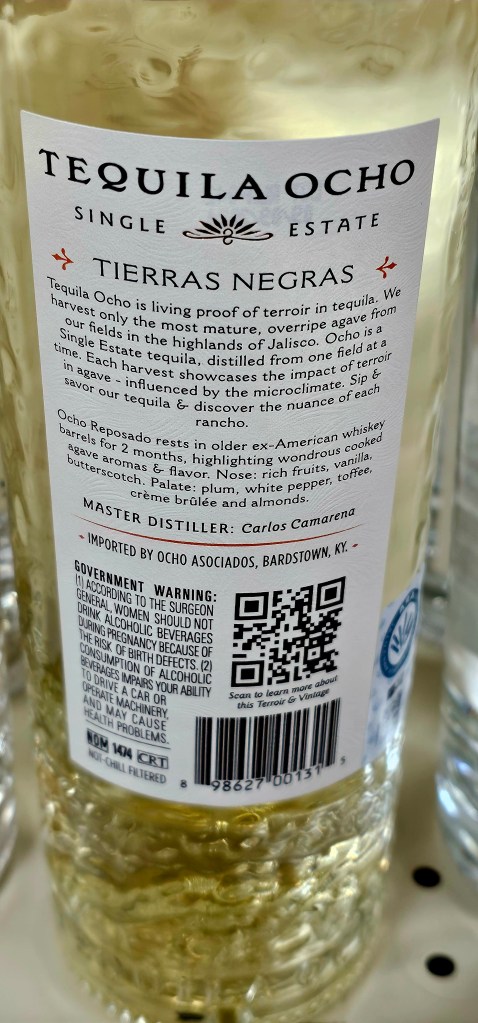 TEQUILA OCHO
SINGLE ESTATE
TIERRAS NEGRAS
Tequila Ocho is living proof of terroir in tequila. We
harvest only the most mature, overripe agave from
our fields in the highlands of Jalisco. Ocho is a
Single Estate tequila, distilled from one field at a
time. Each harvest showcases the impact of terroir
in agave - influenced by the microclimate. Sip &
savor our tequila & discover the nuance of each
rancho.
Ocho Reposado rests in older ex-American whiskey
barrels for 2 months, highlighting wondrous cooked
agave aromas & flavor. Nose: rich fruits, vanilla,
butterscotch. Palate: plum, white pepper, toffee,
crème brûlée and almonds.
MASTER DISTILLER: Carlos Camarena
IMPORTED BY OCHO ASOCIADOS, BARDSTOWN, KY.
GOVERNMENT WARNING:
(1) ACCORDING TO THE SURGEON
GENERAL, WOMEN SHOULD NOT
DRINK ALCOHOLIC BEVERAGES
DURING PREGNANCY BECAUSE OF
THE RISK OF BIRTH DEFECTS. (2)
CONSUMPTION OF ALCOHOLIC
BEVERAGES IMPAIRS YOUR ABILITY
TO DRIVE A CAR OR
OPERATE MACHINERY,
AND MAY CAUSE
HEALTH PROBLEMS.
NOM 1474 CRT
NOT-CHILL FILTERED
Scan to learn more about
this Terroir & Vintage
8 98627 00131 5